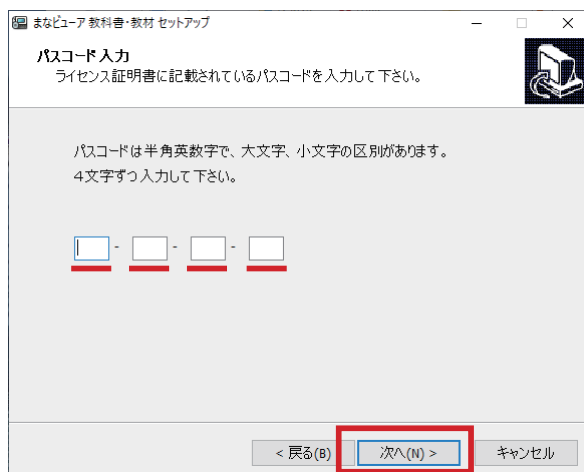 まなビューア 教科書・教材 セットアップ
パスコード入力
ライセンス証明書に記載されているパスコードを入力して下さい。
パスコードは半角英数字で、大文字、小文字の区別があります。
4文字ずつ入力して下さい。
- - -
< 戻る(B) 次へ(N) > キャンセル